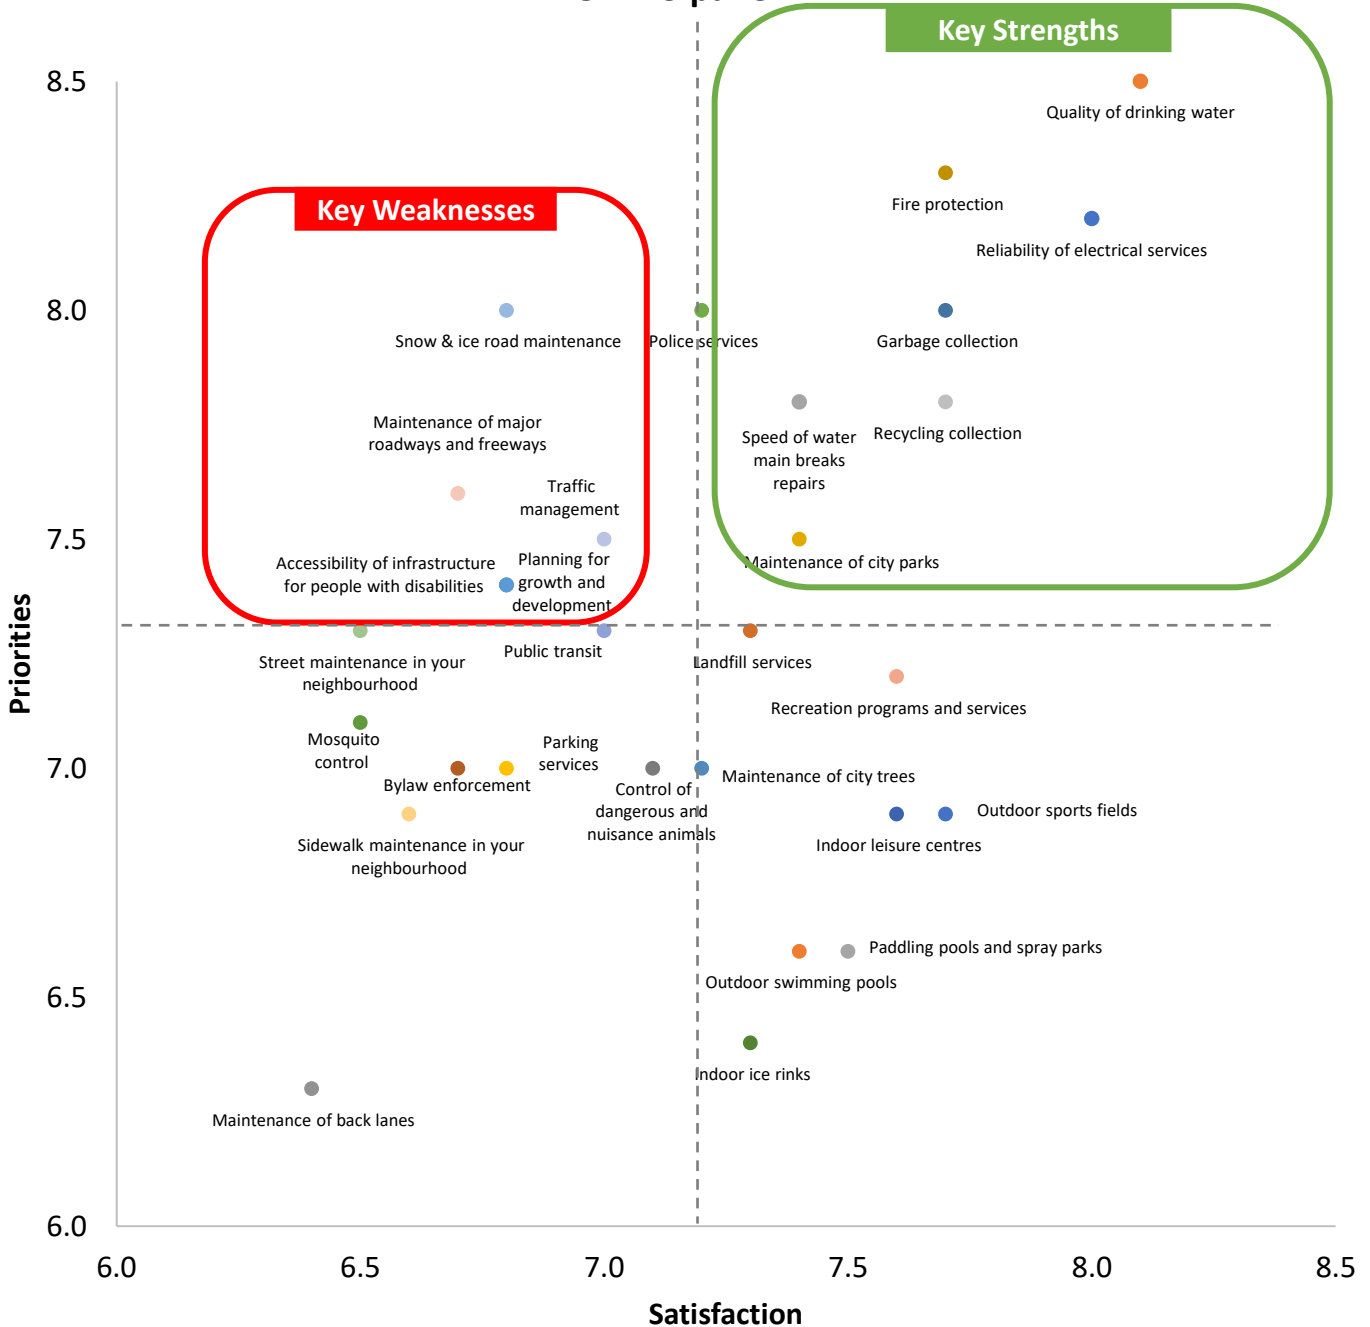 Key Strengths
8.5
Quality of drinking water
Key Weaknesses
Fire protection
Reliability of electrical services
8.0
Snow & ice road maintenance
Police services
Garbage collection
Maintenance of major
roadways and freeways
Speed of water
main breaks
repairs
Recycling collection
Traffic
management
7.5
Accessibility of infrastructure
for people with disabilities
Planning for
growth and
development
Maintenance of city parks
Priorities
Street maintenance in your
neighbourhood
Public transit
Landfill services
Recreation programs and services
Mosquito
control
Parking
services
7.0
Bylaw enforcement
Control of
dangerous and
nuisance animals
Maintenance of city trees
Sidewalk maintenance in your
neighbourhood
Indoor leisure centres
Outdoor sports fields
Outdoor swimming pools
Paddling pools and spray parks
6.5
Indoor ice rinks
Maintenance of back lanes
6.0
6.0 6.5 7.0 7.5 8.0 8.5
Satisfaction